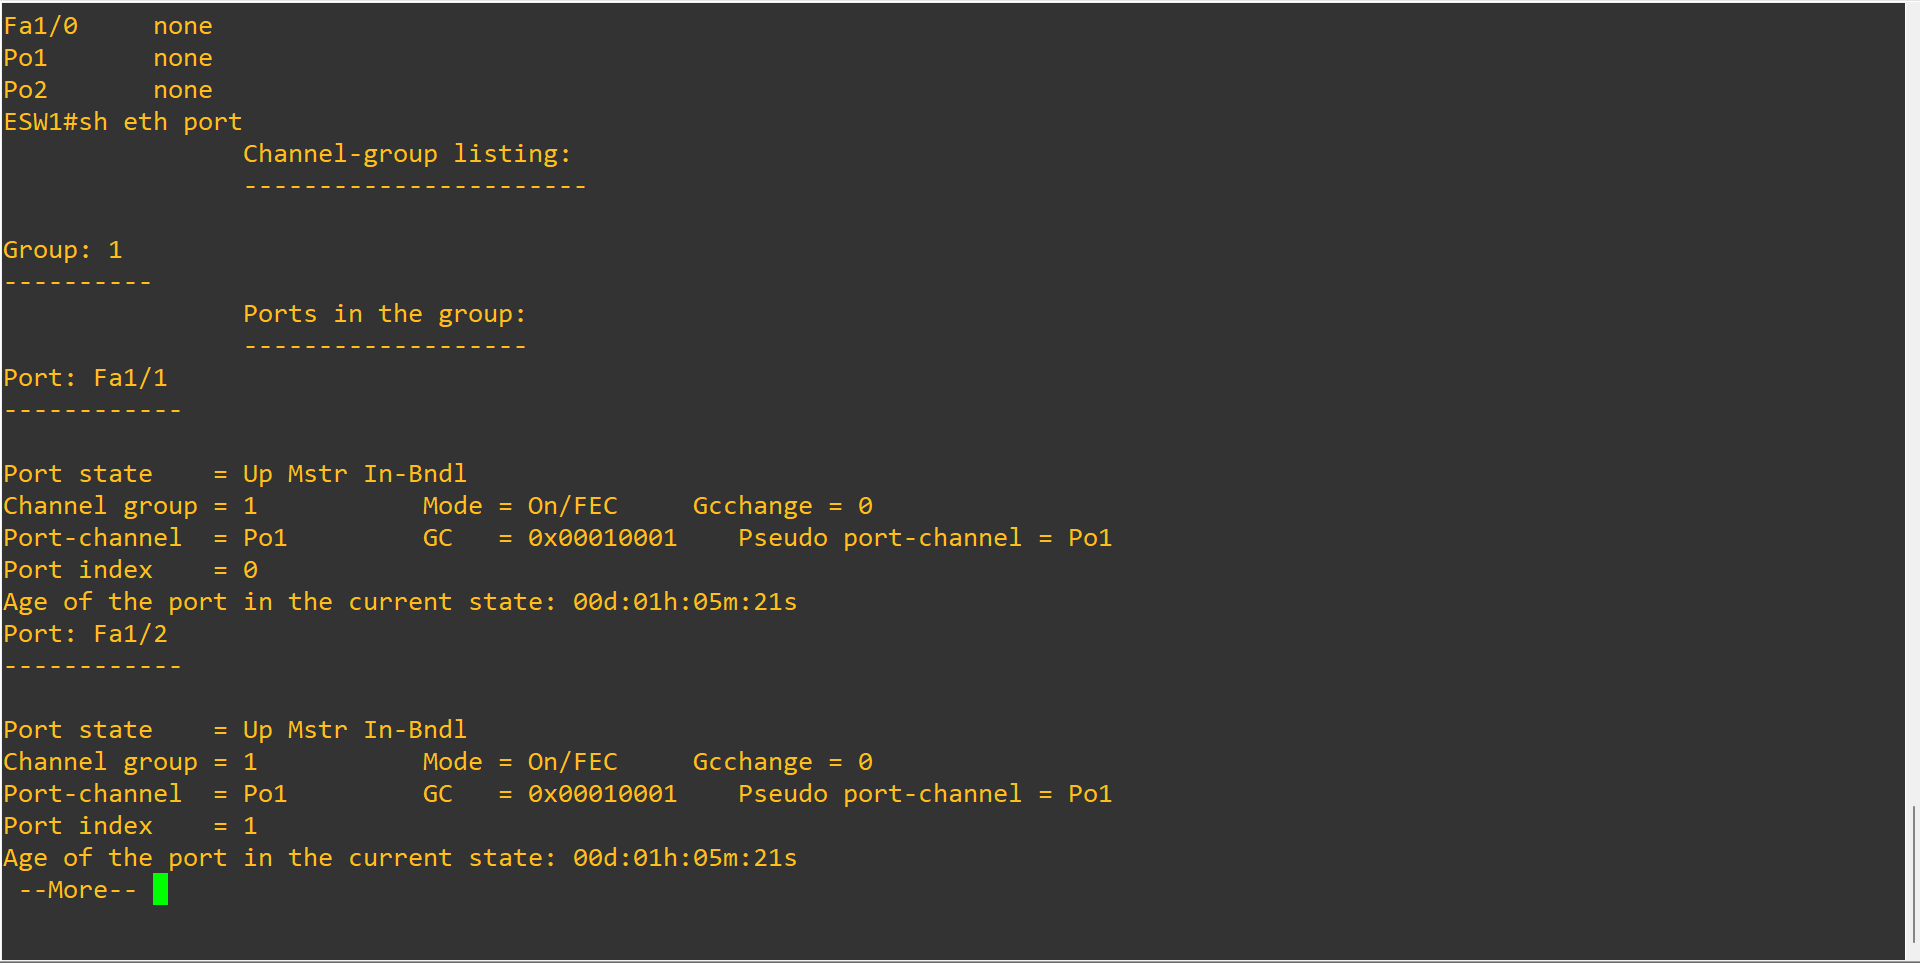 Fa1/0     none
Po1       none
Po2       none
ESW1#sh eth port
                Channel-group listing:
                -----------------------

Group: 1
----------
                Ports in the group:
                -------------------
Port: Fa1/1
------------

Port state    = Up Mstr In-Bndl
Channel group = 1           Mode = On/FEC     Gcchange = 0
Port-channel  = Po1         GC   = 0x00010001    Pseudo port-channel = Po1
Port index    = 0
Age of the port in the current state: 00d:01h:05m:21s
Port: Fa1/2
------------

Port state    = Up Mstr In-Bndl
Channel group = 1           Mode = On/FEC     Gcchange = 0
Port-channel  = Po1         GC   = 0x00010001    Pseudo port-channel = Po1
Port index    = 1
Age of the port in the current state: 00d:01h:05m:21s
 --More--